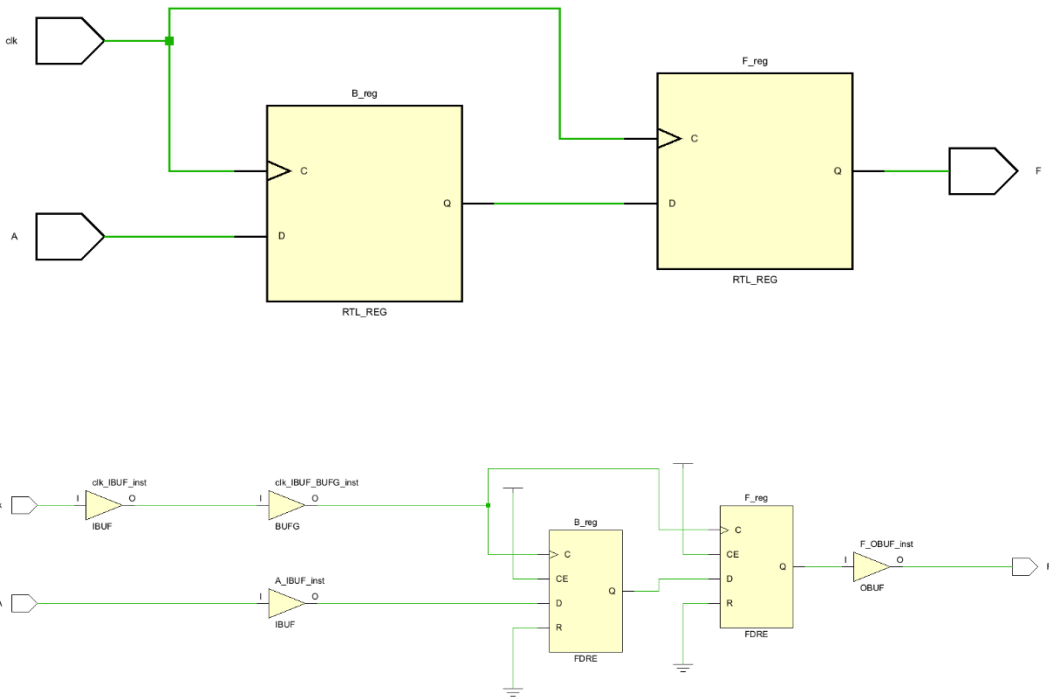 clk
A
B_reg
C
D
Q
RTL_REG
F_reg
C
D
Q
RTL_REG
F
clk_IBUF_inst
I
O
IBUF
clk_IBUF_BUFG_inst
I
O
BUFG
A_IBUF_inst
I
O
IBUF
B_reg
C
CE
D
R
Q
FDRE
F_reg
C
CE
D
R
Q
FDRE
F_OBUF_inst
I
O
OBUF